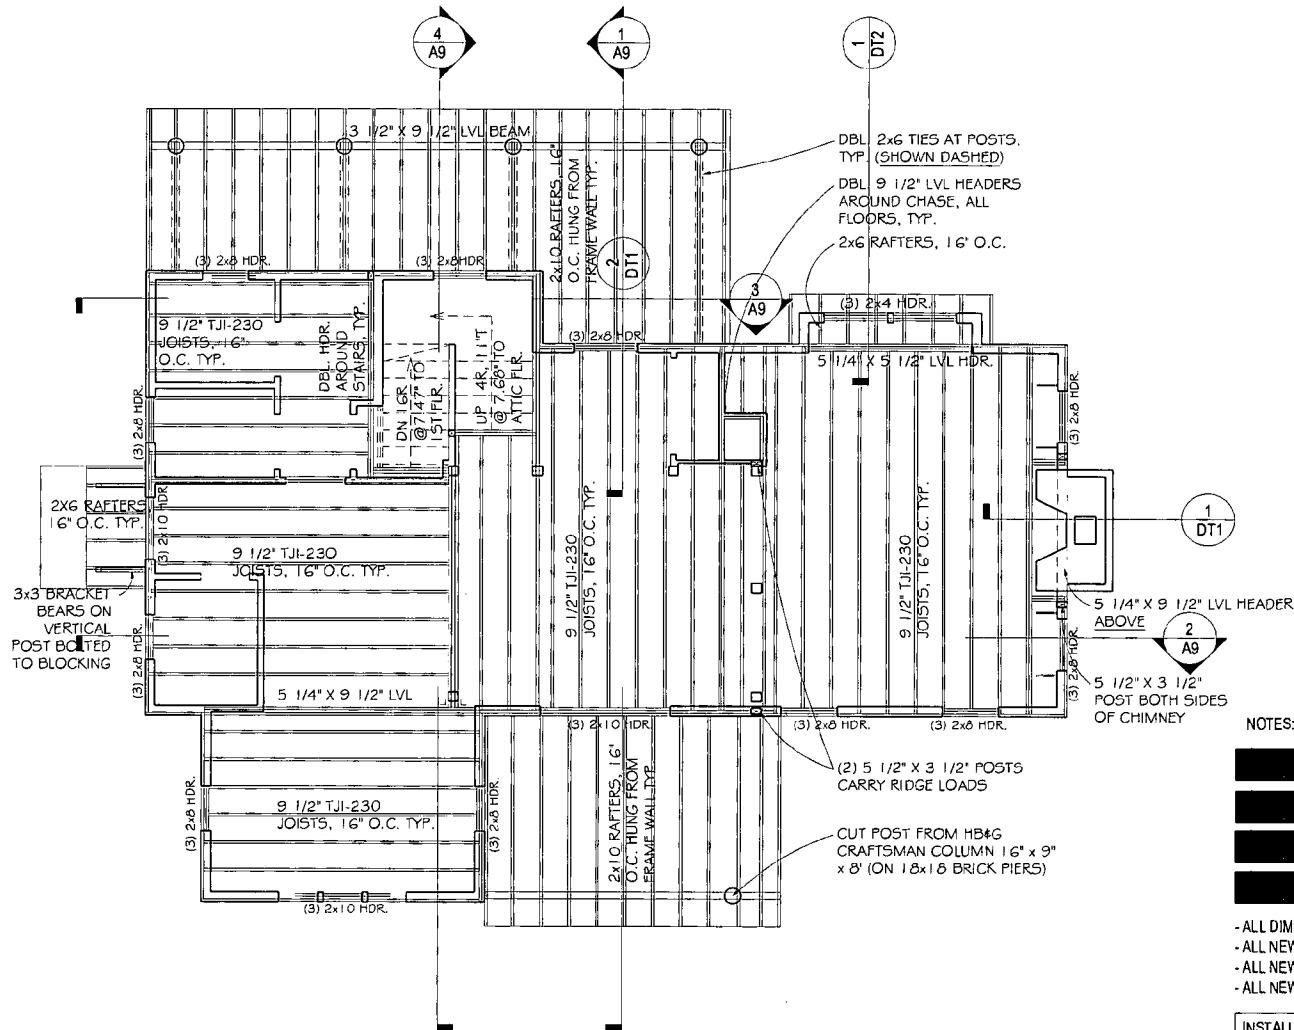 4
A9
1
A9
1
DT2
3 1/2" X 9 1/2" LVL BEAM
DBL. 2x6 TIES AT POSTS,
TYP. (SHOWN DASHED)
DBL. 9 1/2" LVL HEADERS
AROUND CHASE, ALL
FLOORS, TYP.
2x6 RAFTERS, 16" O.C.
2x10 RAFTERS, 16"
O.C. HUNG FROM
FRAME WALL TYP.
2
DT1
3
A9
(3) 2x8 HDR.
(3) 2x8HDR.
(3) 2x8 HDR.
(3) 2x4 HDR.
5 1/4" X 5 1/2" LVL HDR.
9 1/2" TJI-230
JOISTS, 16"
O.C. TYP.
DBL. HDR.
AROUND
STAIRS, TYP.
DN 16R
@7.47" TO
1ST FLR.
UP 4R, 11"T
@ 7.68" TO
ATTIC FLR.
(3) 2x8 HDR.
(3) 2x8 HDR.
2X6 RAFTERS
16" O.C. TYP.
(3) 2x10 HDR.
9 1/2" TJI-230
JOISTS, 16" O.C. TYP.
9 1/2" TJI-230
JOISTS, 16" O.C. TYP.
9 1/2" TJI-230
JOISTS, 16" O.C. TYP.
1
DT1
3x3 BRACKET
BEARS ON
VERTICAL
POST BOLTED
TO BLOCKING
(3) 2x8 HDR.
5 1/4" X 9 1/2" LVL HEADER
ABOVE
2
A9
(3) 2x8 HDR.
5 1/2" X 3 1/2"
POST BOTH SIDES
OF CHIMNEY
5 1/4" X 9 1/2" LVL
(3) 2x10 HDR.
(3) 2x8 HDR.
(3) 2x8 HDR.
NOTES:
(2) 5 1/2" X 3 1/2" POSTS
CARRY RIDGE LOADS
9 1/2" TJI-230
JOISTS, 16" O.C. TYP.
(3) 2x8 HDR.
(3) 2x8 HDR.
2x10 RAFTERS, 16"
O.C. HUNG FROM
FRAME WALL TYP.
CUT POST FROM HB&G
CRAFTSMAN COLUMN 16" x 9"
x 8' (ON 18x18 BRICK PIERS)
(3) 2x10 HDR.
- ALL DIM
- ALL NEW
- ALL NEW
- ALL NEW
INSTALL